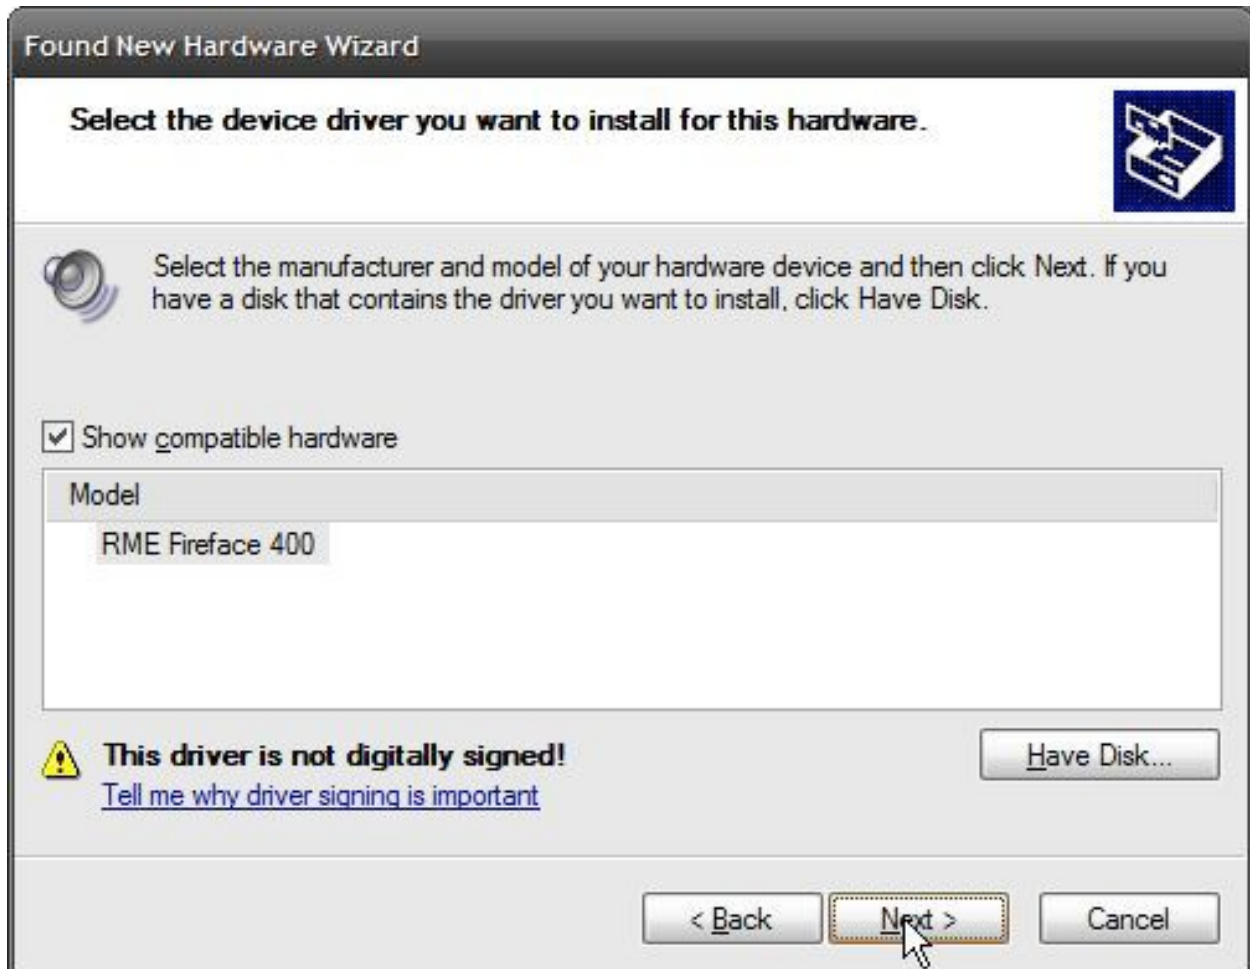 Found New Hardware Wizard
Select the device driver you want to install for this hardware.
Select the manufacturer and model of your hardware device and then click Next. If you
have a disk that contains the driver you want to install, click Have Disk.
Show compatible hardware
Model
RME Fireface 400
This driver is not digitally signed!
Have Disk...
Tell me why driver signing is important
< Back
Next >
Cancel